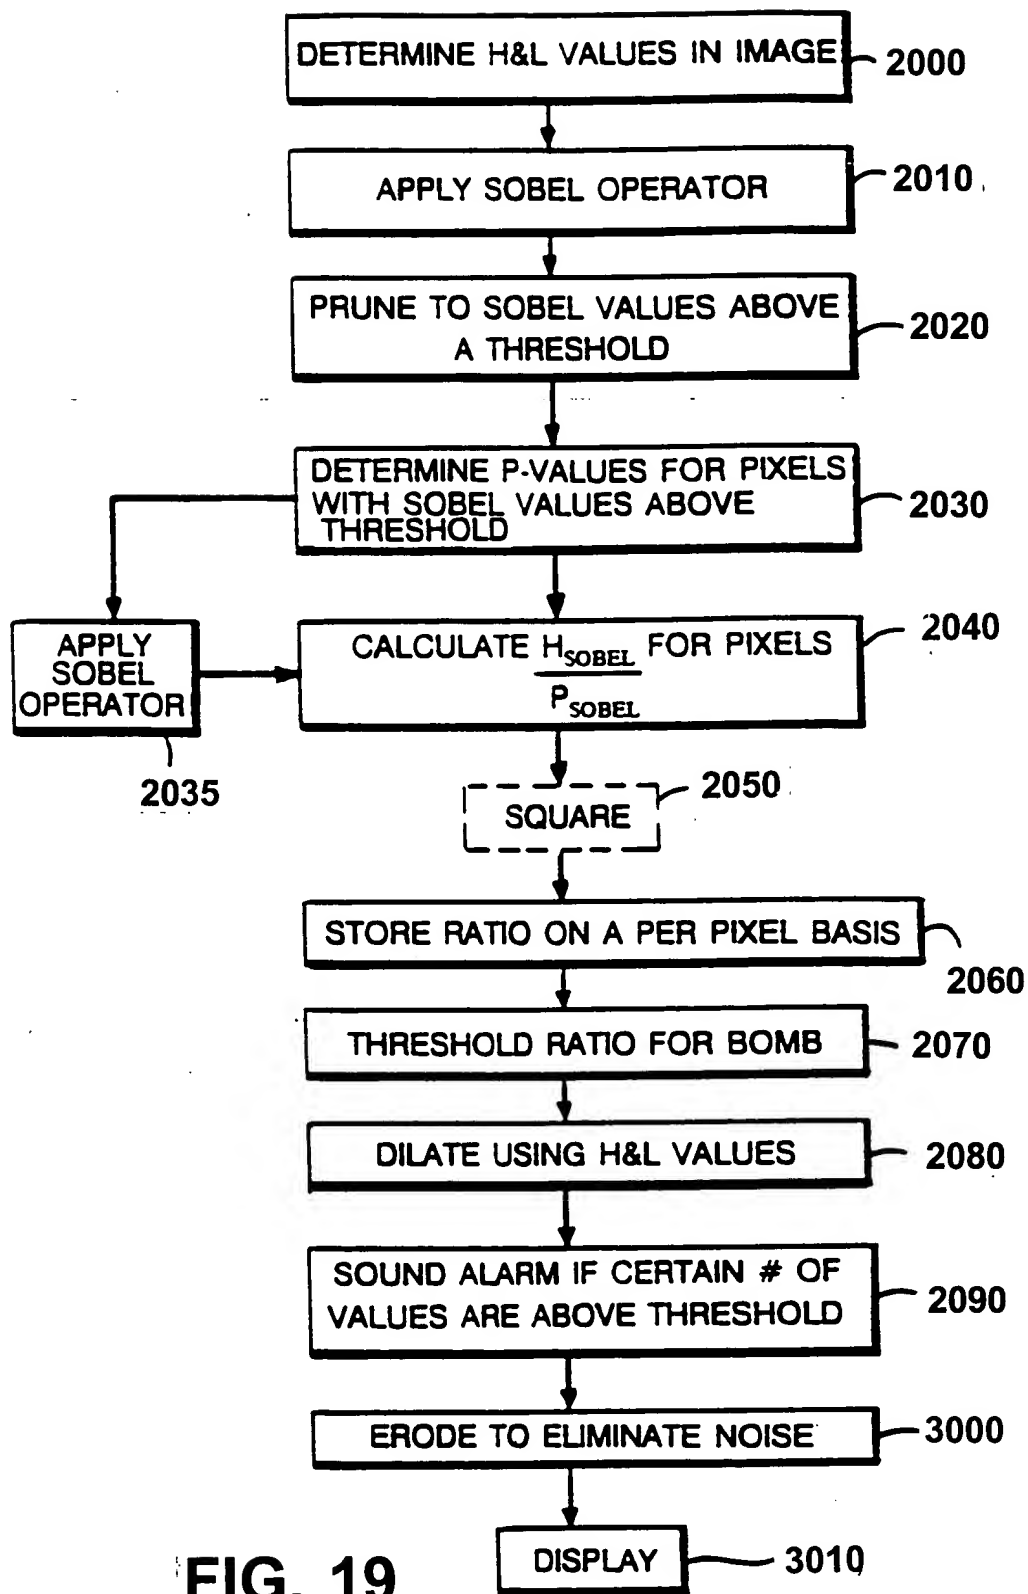 DETERMINE H&L VALUES IN IMAGE
2000
APPLY SOBEL OPERATOR
2010
PRUNE TO SOBEL VALUES ABOVE
A THRESHOLD
2020
DETERMINE P-VALUES FOR PIXELS
WITH SOBEL VALUES ABOVE
THRESHOLD
2030
APPLY
SOBEL
OPERATOR
2035
CALCULATE H_SOBEL FOR PIXELS
P_SOBEL
2040
SQUARE
2050
STORE RATIO ON A PER PIXEL BASIS
2060
THRESHOLD RATIO FOR BOMB
2070
DILATE USING H&L VALUES
2080
SOUND ALARM IF CERTAIN # OF
VALUES ARE ABOVE THRESHOLD
2090
ERODE TO ELIMINATE NOISE
3000
DISPLAY
3010
FIG. 19